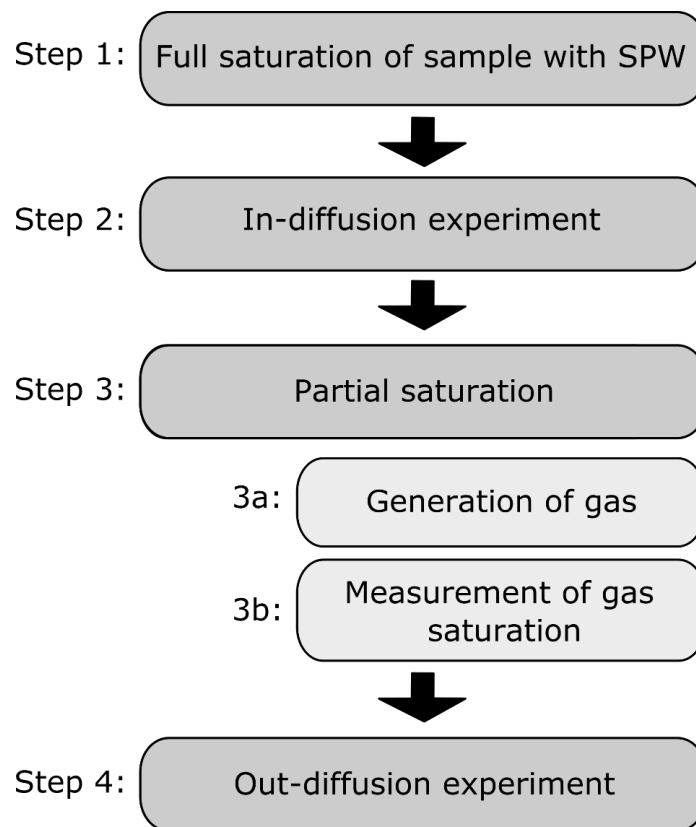 Step 1: Full saturation of sample with SPW
Step 2: In-diffusion experiment
Step 3: Partial saturation
3a: Generation of gas
3b: Measurement of gas
saturation
Step 4: Out-diffusion experiment